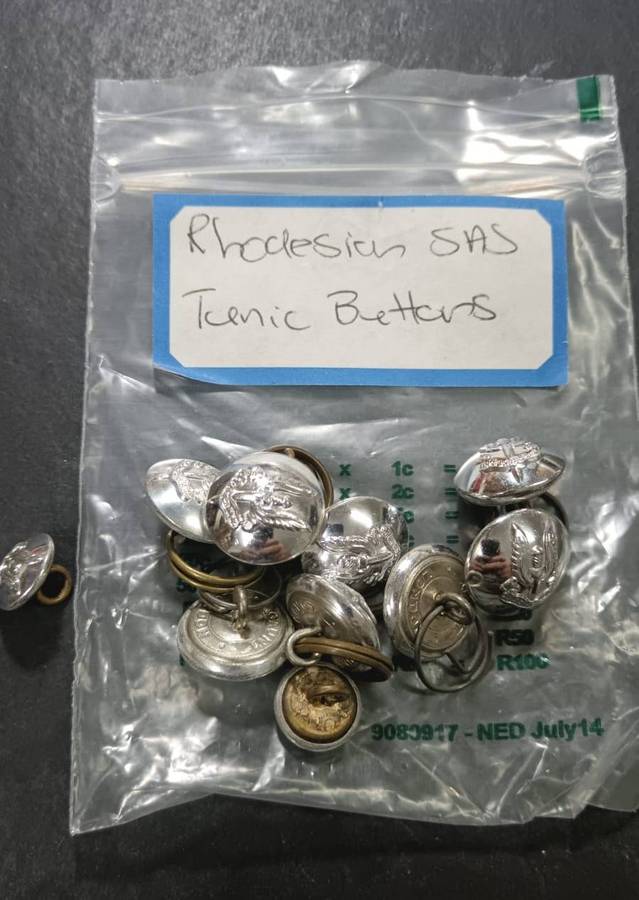 Rhodesian SAS
Tunic Buttons
x 1c =
x 2c =
R50
R100
9080917 - NED July14